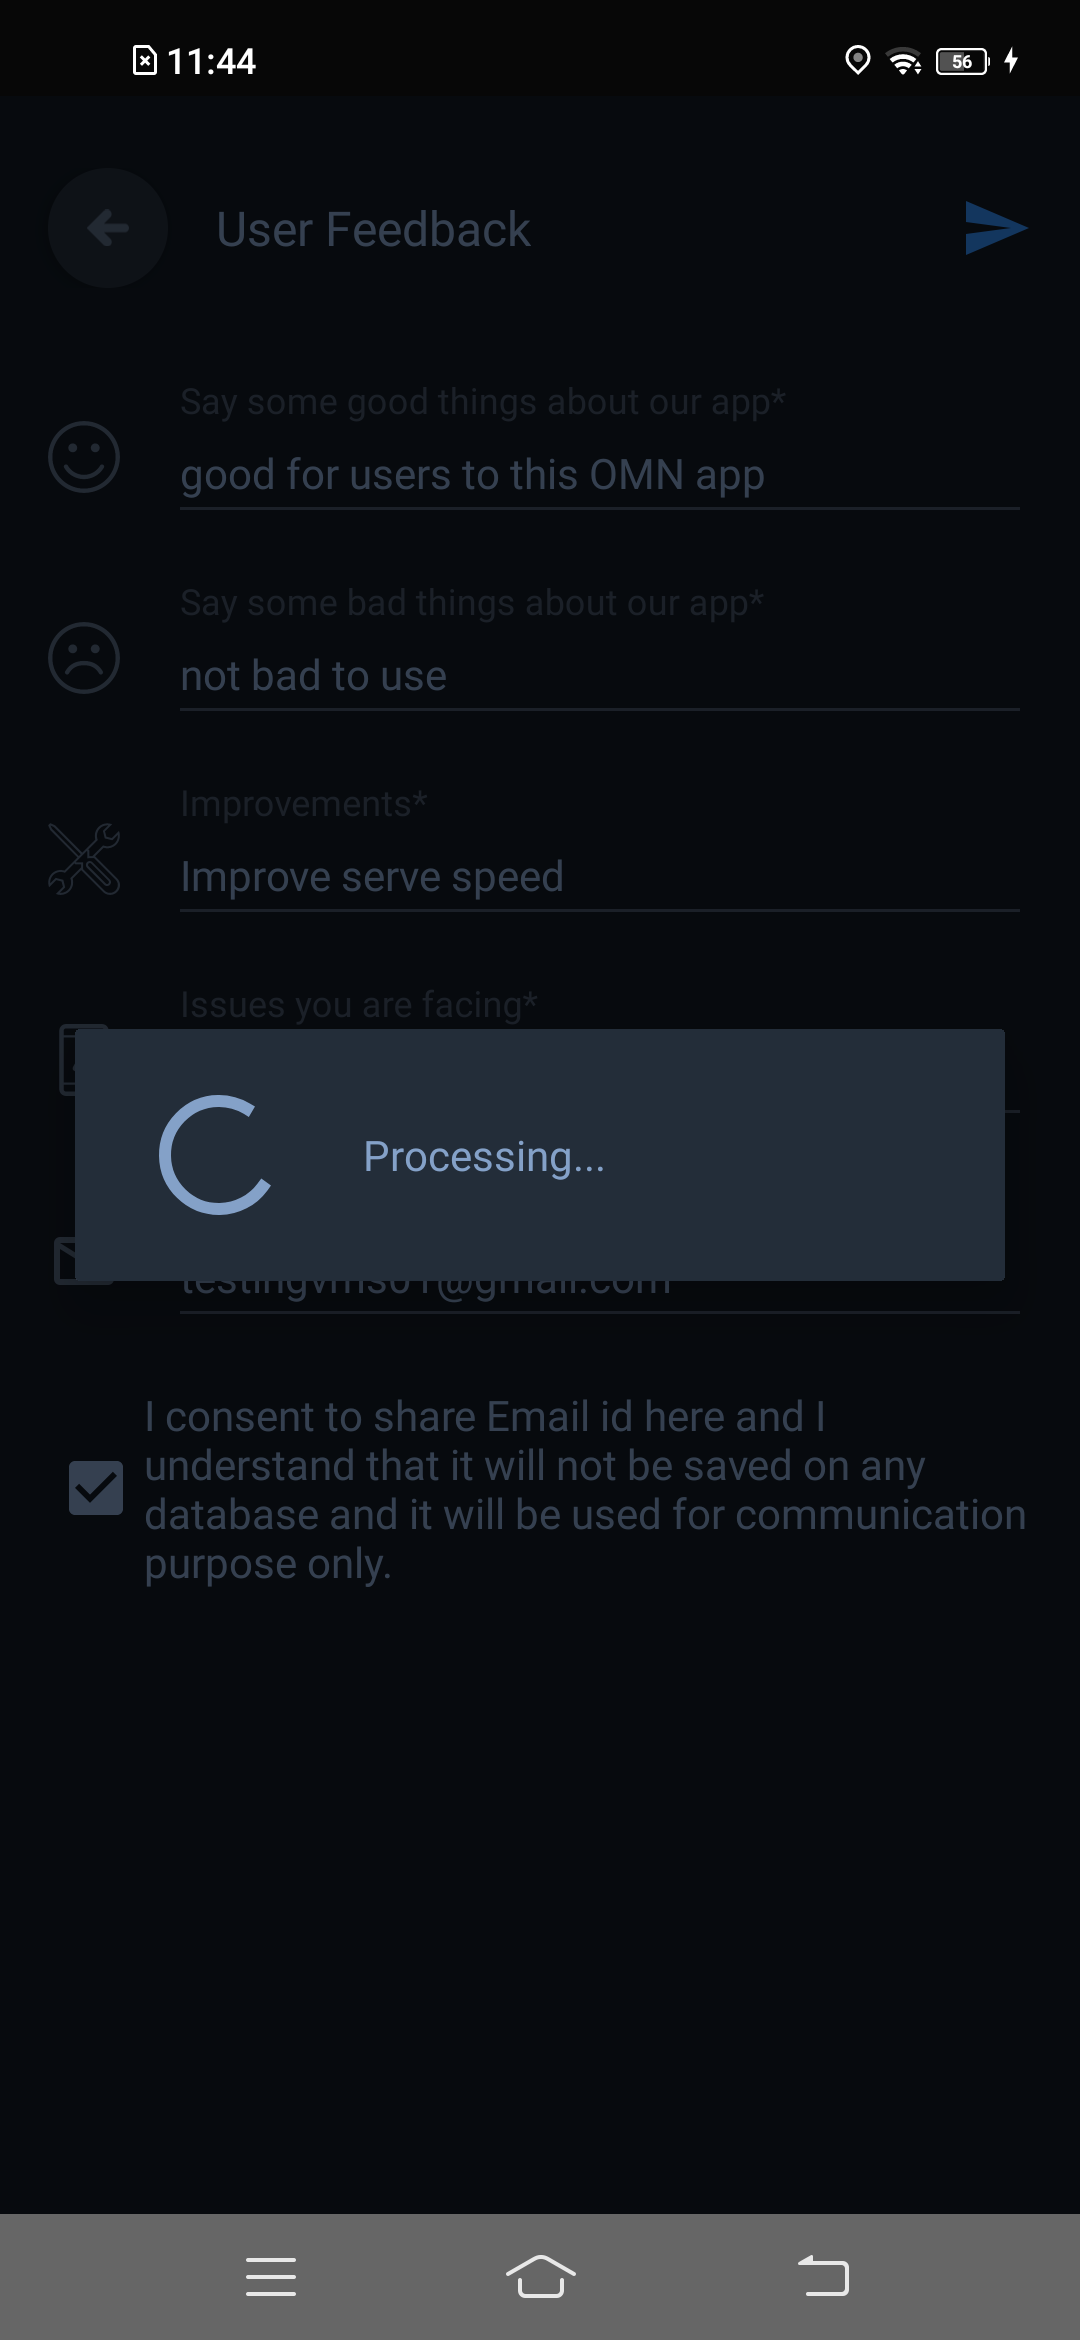 11:44
56
User Feedback
Say some good things about our app*
good for users to this OMN app
Say some bad things about our app*
not bad to use
Improvements*
Improve serve speed
Issues you are facing*
Processing...
testingvms01@gmail.com
I consent to share Email id here and I
understand that it will not be saved on any
database and it will be used for communication
purpose only.